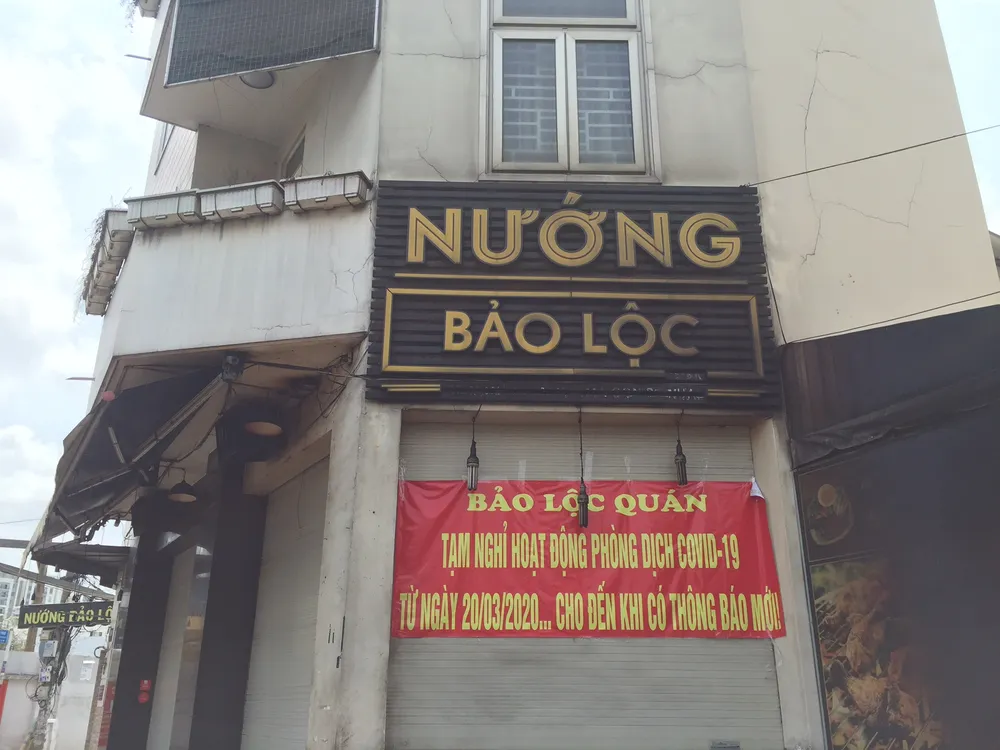 NƯỚNG
BẢO LỘC
BẢO LỘC QUÁN
TẠM NGHỈ HOẠT ĐỘNG PHÒNG DỊCH COVID-19
TỪ NGÀY 20/03/2020... CHO ĐẾN KHI CÓ THÔNG BÁO MỚI!
NƯỚNG BẢO LỘ